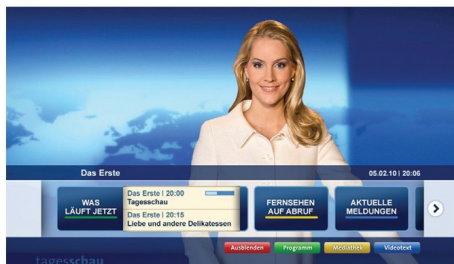 Das Erste
05.02.10 | 20:06
WAS
LÄUFT JETZT
Das Erste | 20:00
Tagesschau
Das Erste | 20:15
Liebe und andere Delikatessen
FERNSEHEN
AUF ABRUF
AKTUELLE
MELDUNGEN
Ausblenden
Programm
Mediathek
Videotext
tagesschau